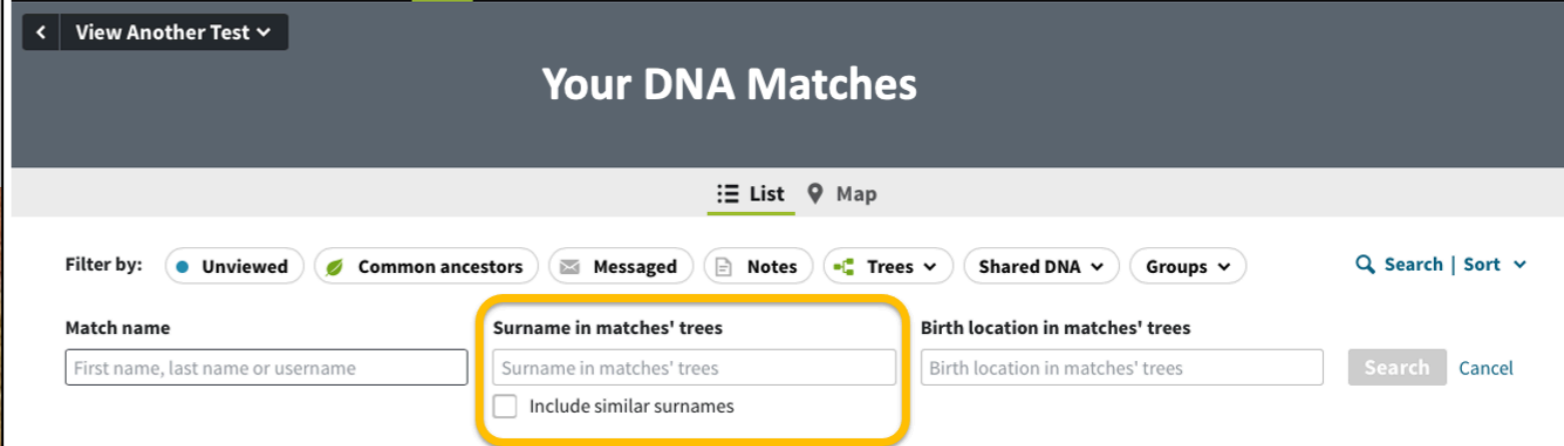 View Another Test
Your DNA Matches
List Map
Filter by: Unviewed Common ancestors Messaged Notes Trees Shared DNA Groups Search | Sort
Match name Surname in matches' trees Birth location in matches' trees
First name, last name or username Surname in matches' trees Birth location in matches' trees Search Cancel
Include similar surnames